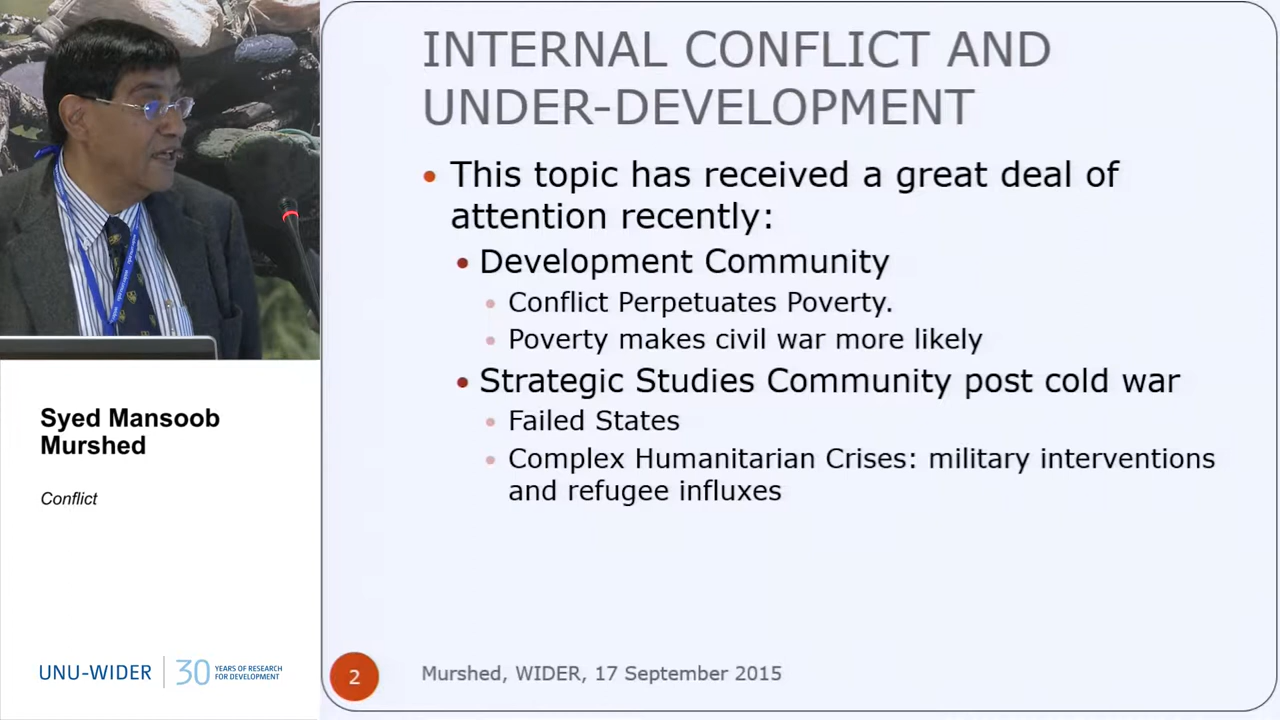 INTERNAL CONFLICT AND
UNDER-DEVELOPMENT
• This topic has received a great deal of
attention recently:
• Development Community
• Conflict Perpetuates Poverty.
• Poverty makes civil war more likely
• Strategic Studies Community post cold war
• Failed States
• Complex Humanitarian Crises: military interventions
and refugee influxes
2
Murshed, WIDER, 17 September 2015
Syed Mansoob
Murshed
Conflict
UNU-WIDER
30 YEARS OF RESEARCH
FOR DEVELOPMENT